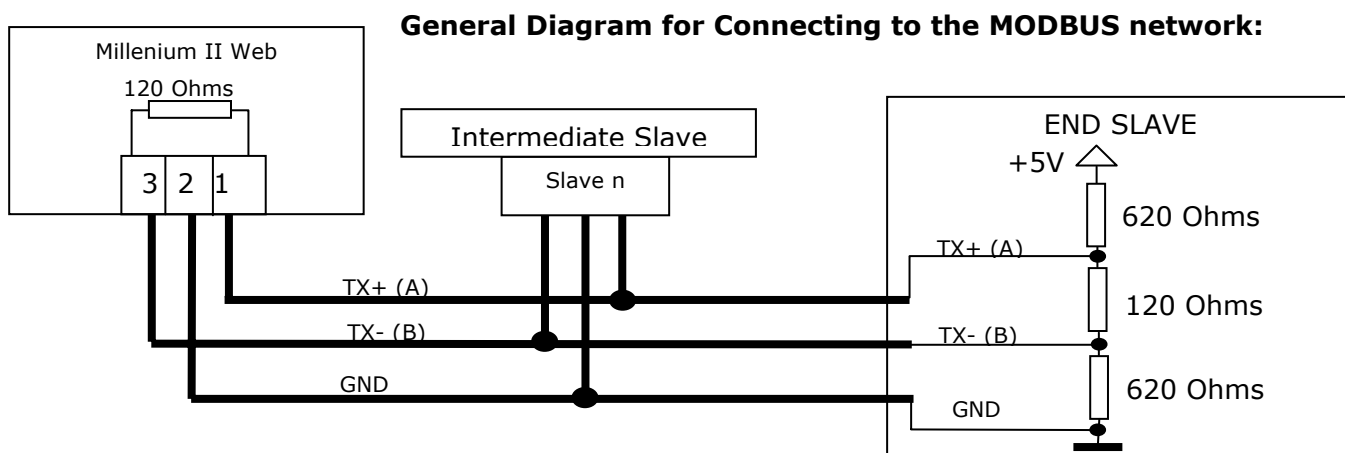 General Diagram for Connecting to the MODBUS network:
Millenium II Web
120 Ohms
3 2 1
Intermediate Slave
Slave n
END SLAVE
+5V
620 Ohms
TX+ (A)
120 Ohms
TX- (B)
620 Ohms
GND
TX+ (A)
TX- (B)
GND